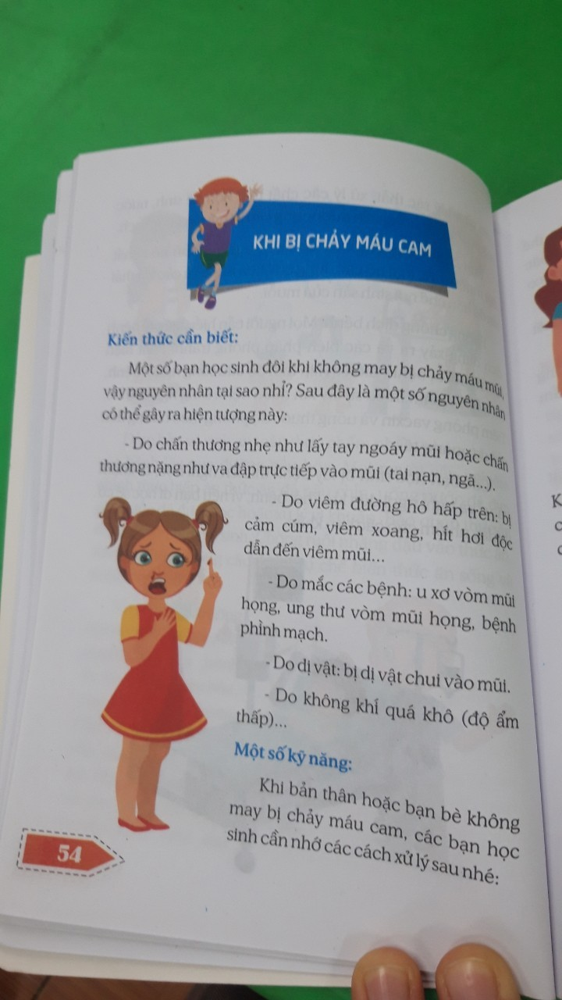 KHI BỊ CHẢY MÁU CAM
Kiến thức cần biết:
Một số bạn học sinh đôi khi không may bị chảy máu mũi,
vậy nguyên nhân tại sao nhỉ? Sau đây là một số nguyên nhân
có thể gây ra hiện tượng này:
- Do chấn thương nhẹ như lấy tay ngoáy mũi hoặc chấn
thương nặng như va đập trực tiếp vào mũi (tai nạn, ngã...).
- Do viêm đường hô hấp trên: bị
cảm cúm, viêm xoang, hít hơi độc
dẫn đến viêm mũi...
- Do mắc các bệnh: u xơ vòm mũi
họng, ung thư vòm mũi họng, bệnh
phình mạch.
- Do dị vật: bị dị vật chui vào mũi.
- Do không khí quá khô (độ ẩm
thấp)...
Một số kỹ năng:
Khi bản thân hoặc bạn bè không
may bị chảy máu cam, các bạn học
sinh cần nhớ các cách xử lý sau nhé:
54